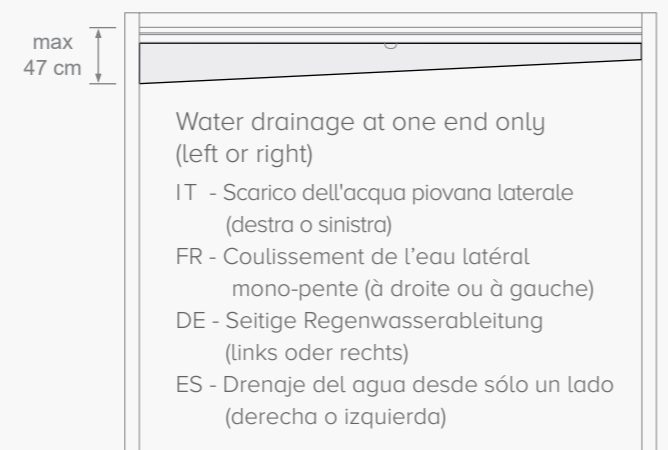 max
47 cm
Water drainage at one end only
(left or right)
IT - Scarico dell'acqua piovana laterale
(destra o sinistra)
FR - Coulissement de l’eau latéral
mono-pente (à droite ou à gauche)
DE - Seitige Regenwasserableitung
(links oder rechts)
ES - Drenaje del agua desde sólo un lado
(derecha o izquierda)